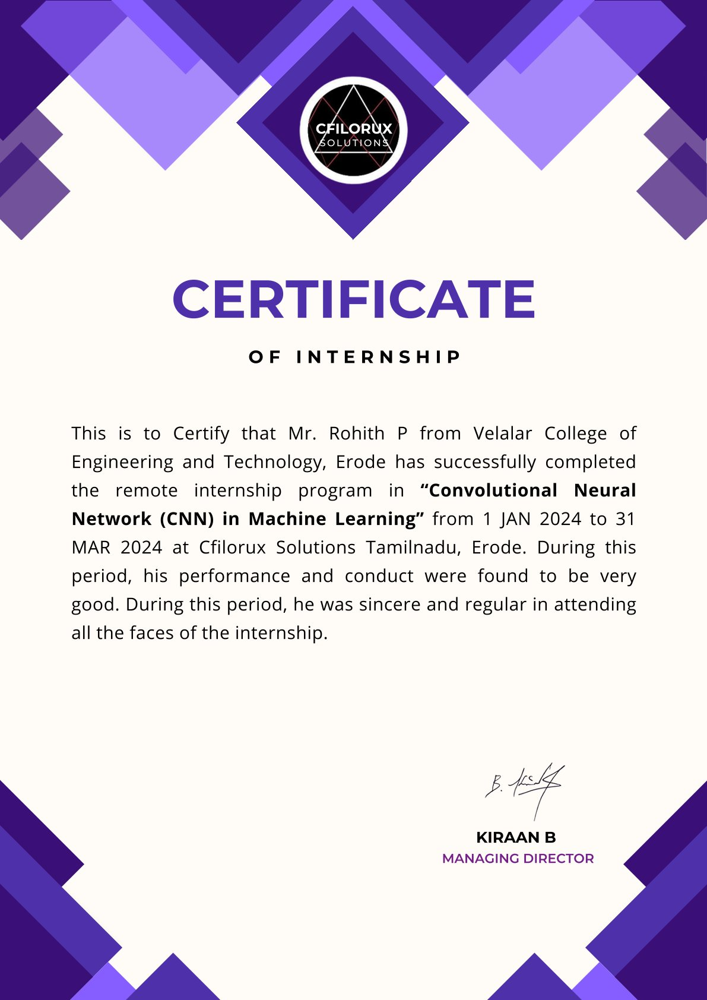 CFILORUX
SOLUTIONS
CERTIFICATE
OF INTERNSHIP
This is to Certify that Mr. Rohith P from Velalar College of
Engineering and Technology, Erode has successfully completed
the remote internship program in “Convolutional Neural
Network (CNN) in Machine Learning” from 1 JAN 2024 to 31
MAR 2024 at Cfilorux Solutions Tamilnadu, Erode. During this
period, his performance and conduct were found to be very
good. During this period, he was sincere and regular in attending
all the faces of the internship.
B.
KIRAAN B
MANAGING DIRECTOR